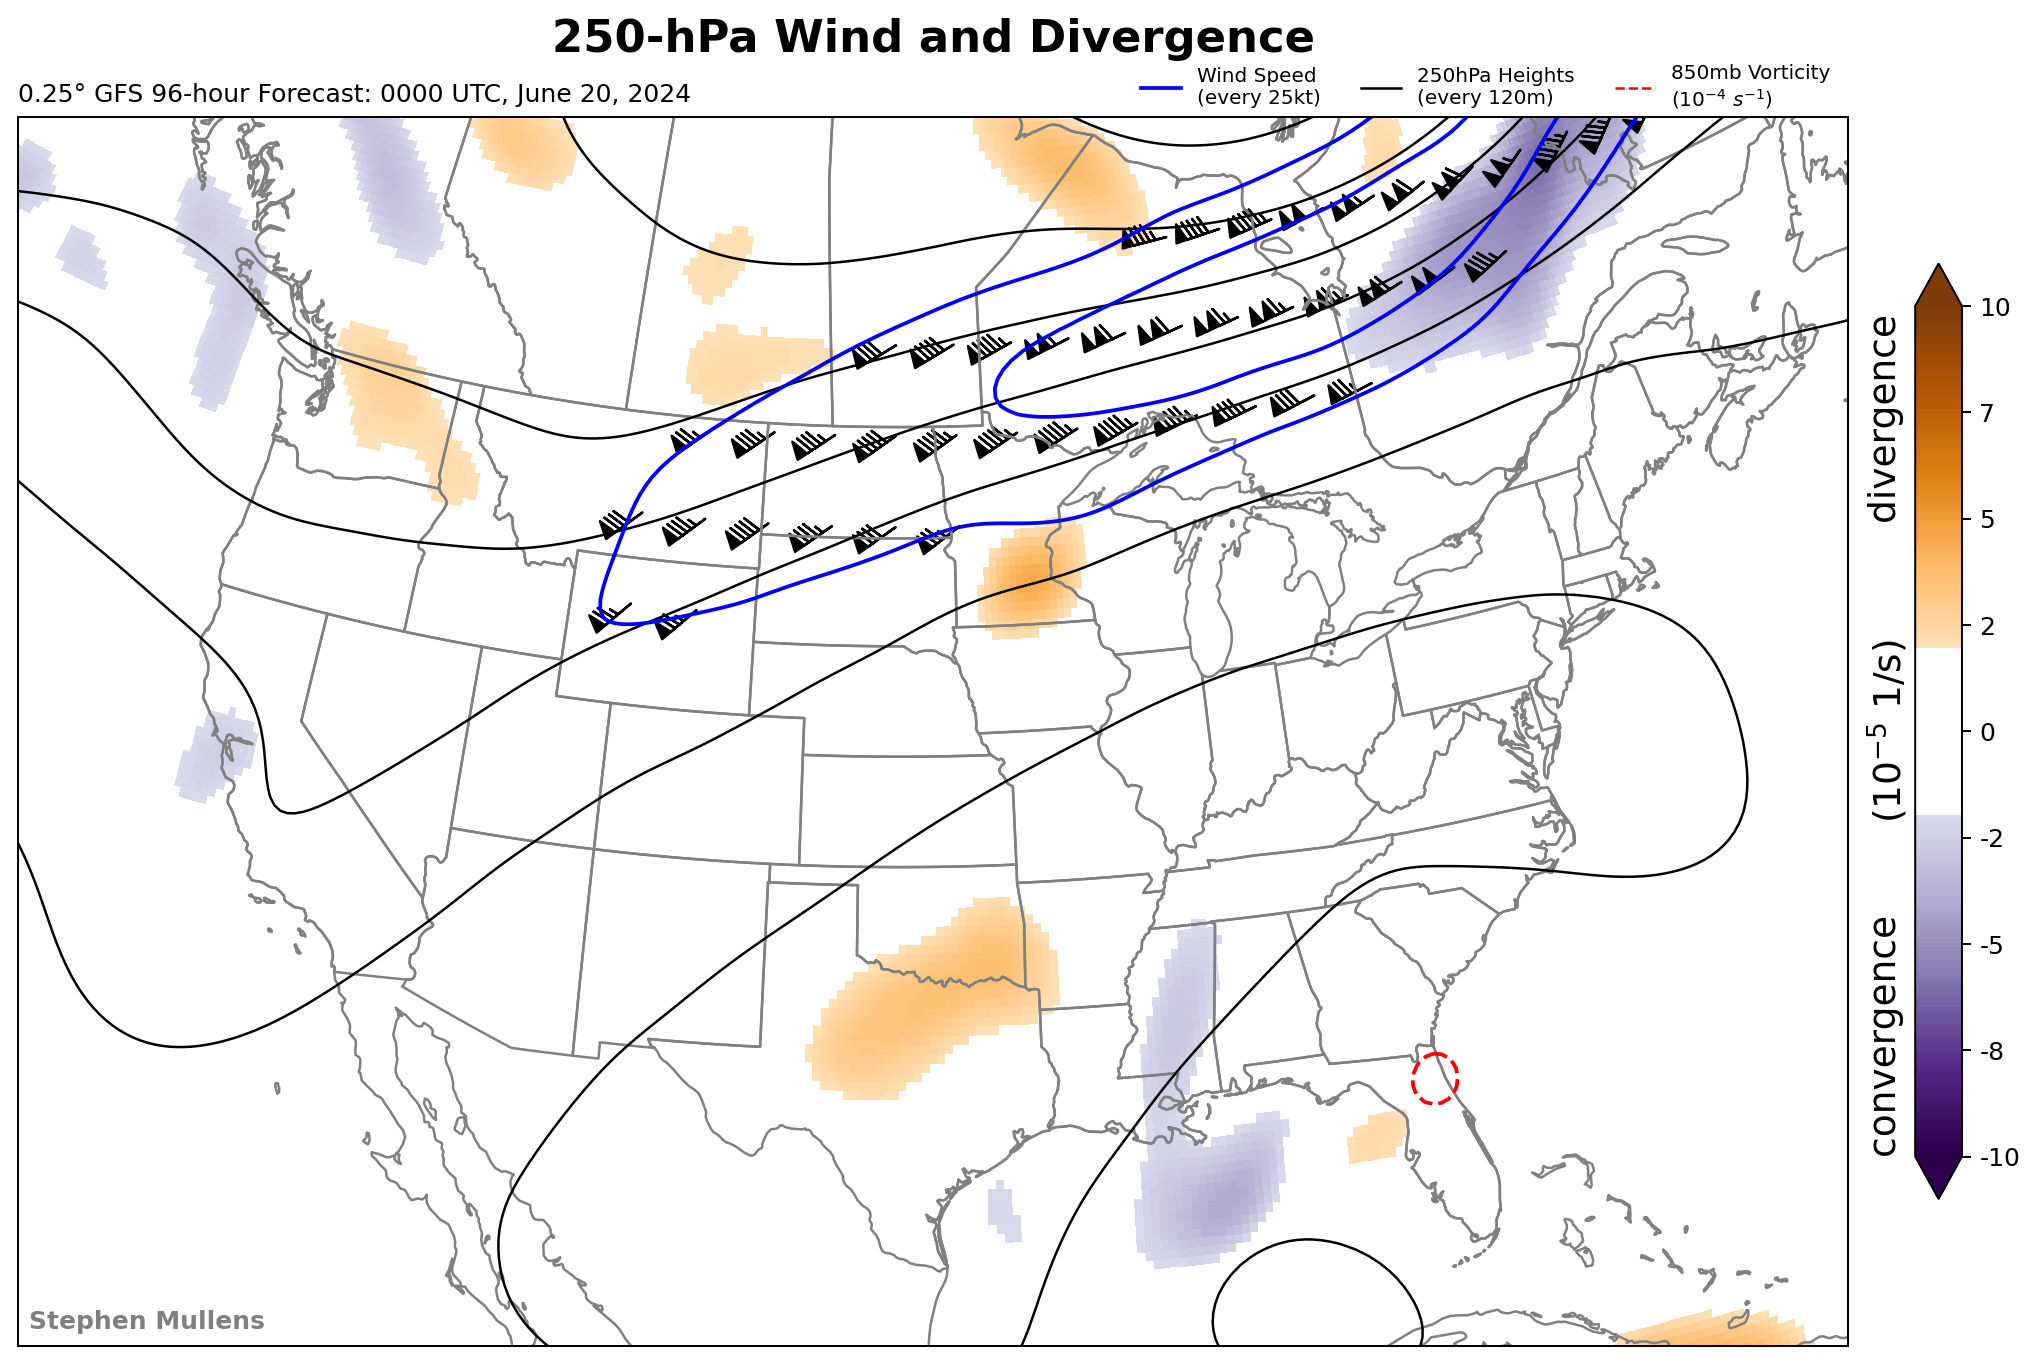 250-hPa Wind and Divergence
0.25° GFS 96-hour Forecast: 0000 UTC, June 20, 2024
Wind Speed
(every 25kt)
250hPa Heights
(every 120m)
850mb Vorticity
(10⁻⁴ s⁻¹)
10
7
5
2
0
-2
-5
-8
-10
convergence (10⁻⁵ 1/s) divergence
Stephen Mullens